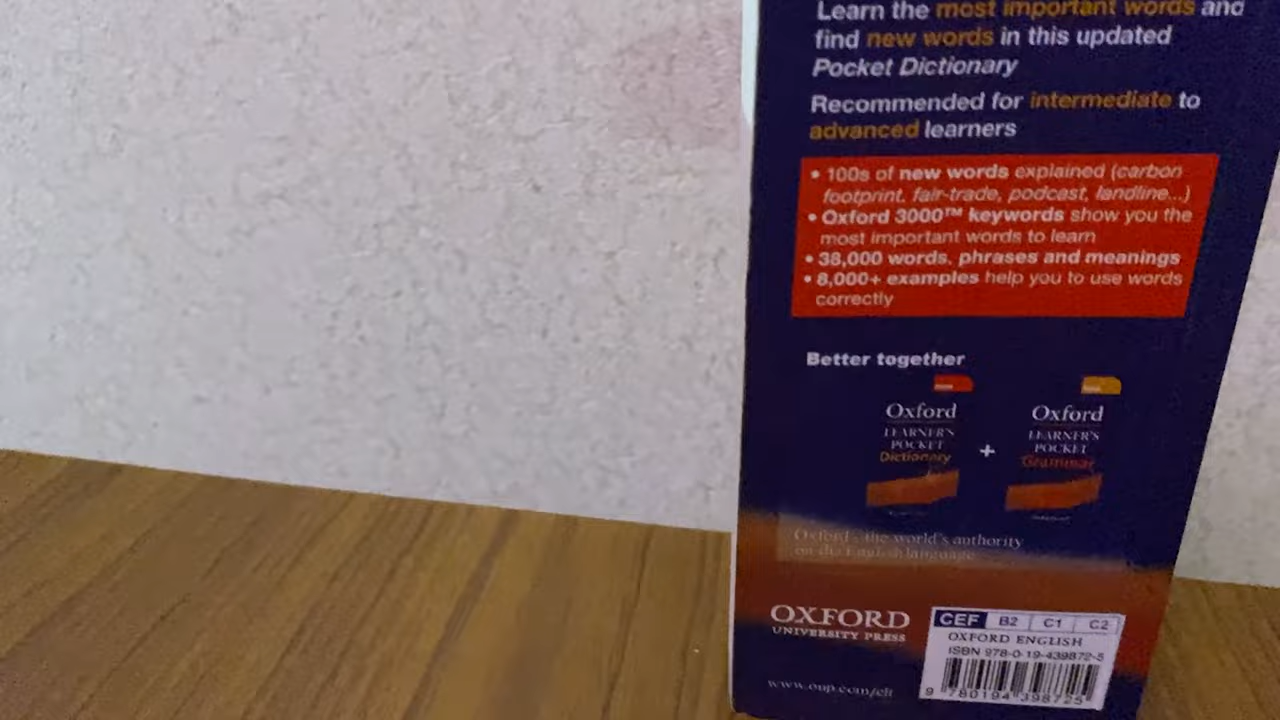 Learn the most important words and
find new words in this updated
Pocket Dictionary
Recommended for intermediate to
advanced learners
• 100s of new words explained (carbon
footprint, fair-trade, podcast, landline...)
• Oxford 3000™ keywords show you the
most important words to learn
• 38,000 words, phrases and meanings
• 8,000+ examples help you to use words
correctly
Better together
Oxford
LEARNER'S
POCKET
Dictionary
+
Oxford
LEARNER'S
POCKET
Grammar
Oxford - the world's authority
on the English language
OXFORD
UNIVERSITY PRESS
CEF B2 C1 C2
OXFORD ENGLISH
ISBN 978-0-19-439872-5
9 780194 398725
www.oup.com/elt